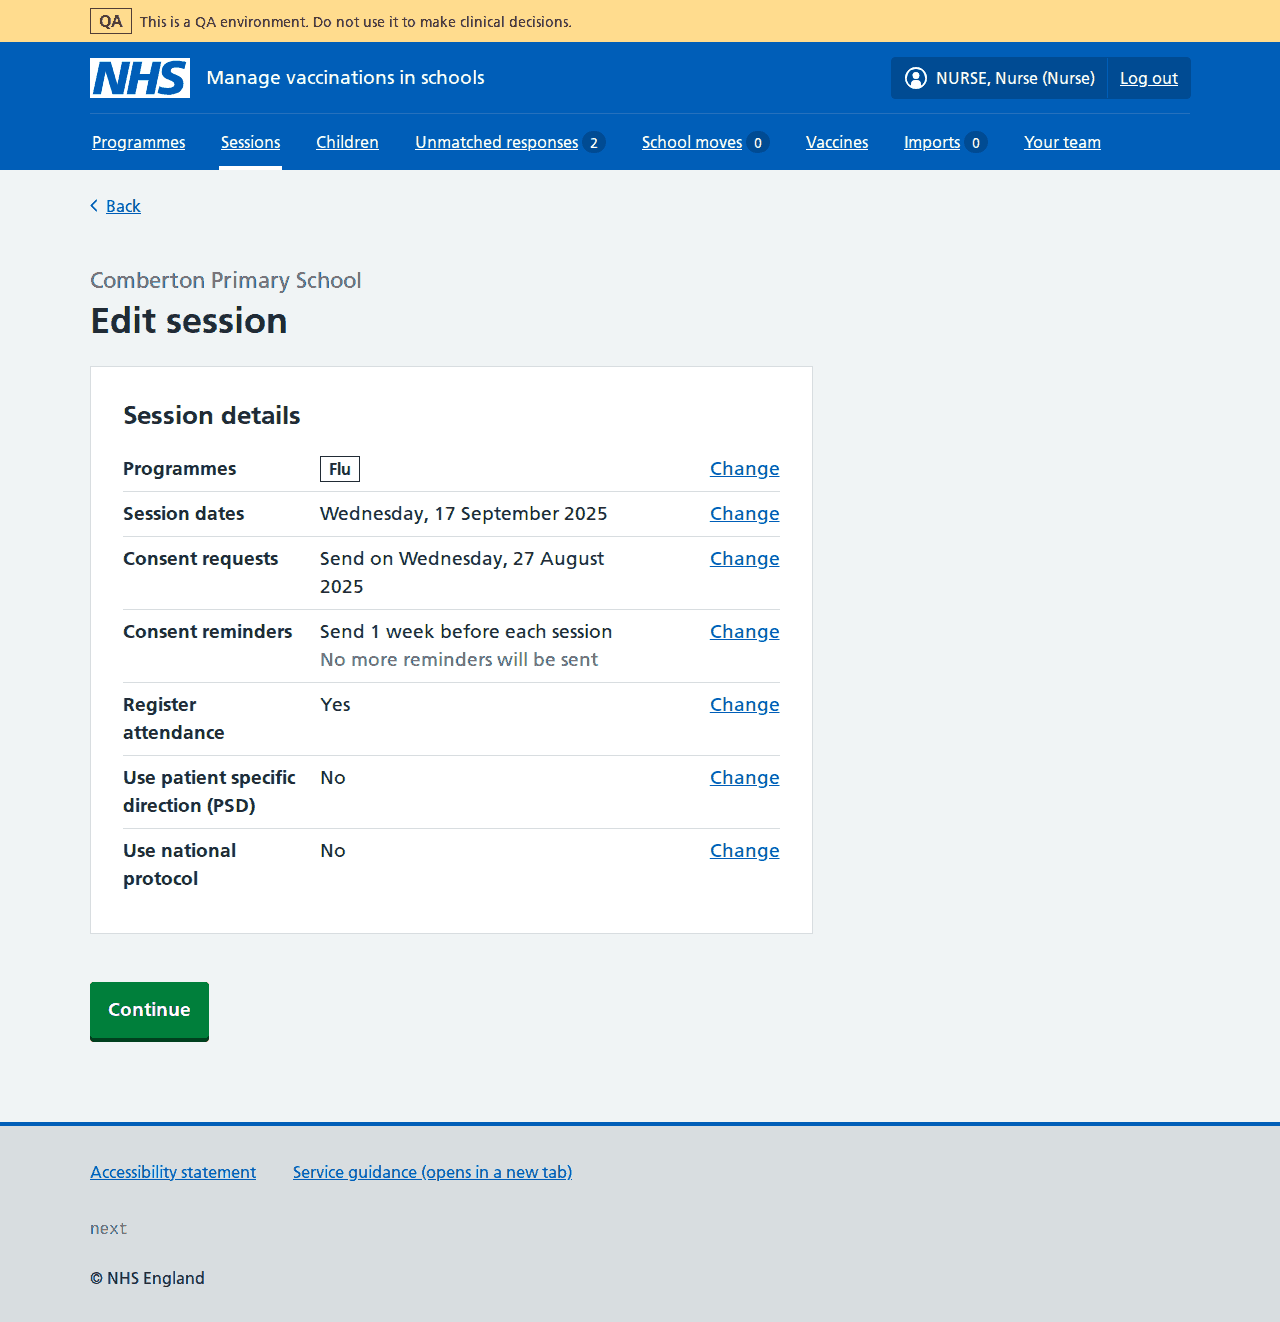 QA This is a QA environment. Do not use it to make clinical decisions.
NHS Manage vaccinations in schools NURSE, Nurse (Nurse) Log out
Programmes Sessions Children Unmatched responses 2 School moves 0 Vaccines Imports 0 Your team
Back
Comberton Primary School
Edit session
Session details
Programmes Flu Change
Session dates Wednesday, 17 September 2025 Change
Consent requests Send on Wednesday, 27 August Change
2025
Consent reminders Send 1 week before each session Change
No more reminders will be sent
Register Yes Change
attendance
Use patient specific No Change
direction (PSD)
Use national No Change
protocol
Continue
Accessibility statement Service guidance (opens in a new tab)
next
© NHS England